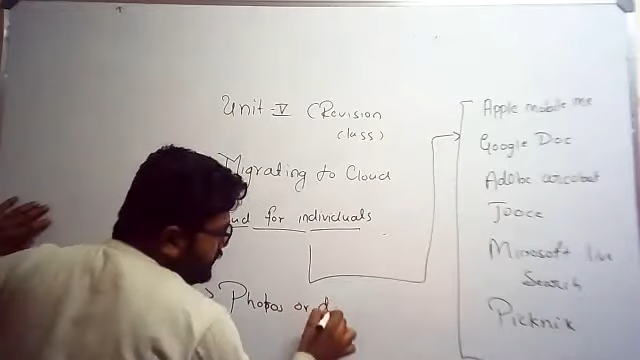 Unit - V (Revision
class)
Migrating to Cloud
for individuals
Photos or
Apple mobile me
Google Doc
Adobe
Jooce
Microsoft live
Search
Picknik